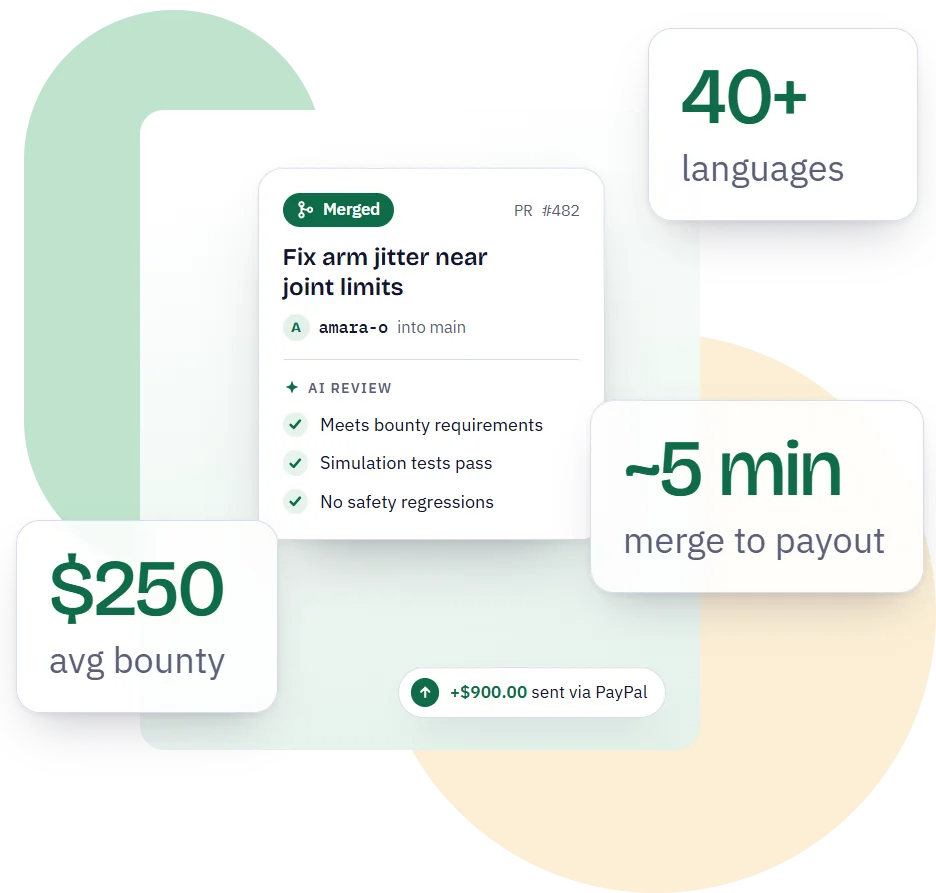 40+
languages
Merged
PR #482
Fix arm jitter near
joint limits
A amara-o into main
AI REVIEW
Meets bounty requirements
Simulation tests pass
No safety regressions
~5 min
merge to payout
$250
avg bounty
+$900.00 sent via PayPal